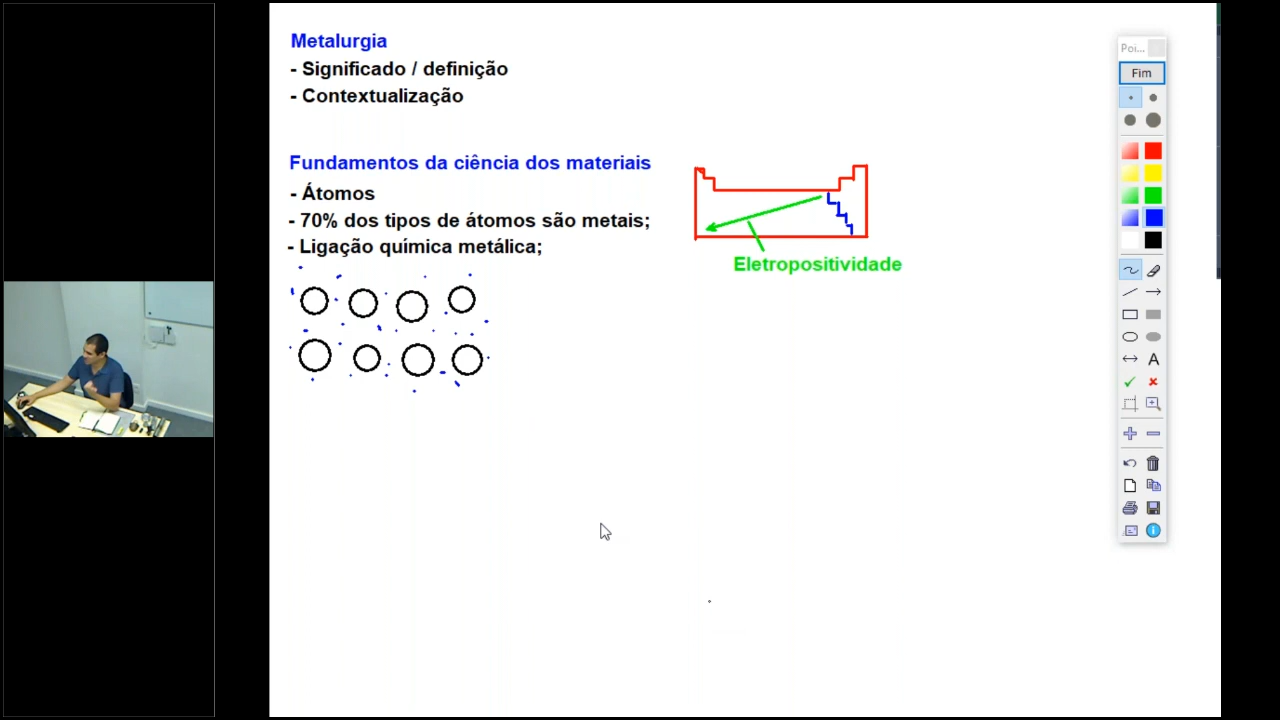 Metalurgia
- Significado / definição
- Contextualização
Fundamentos da ciência dos materiais
- Átomos
- 70% dos tipos de átomos são metais;
- Ligação química metálica;
Eletropositividade
Poi...
Fim
A